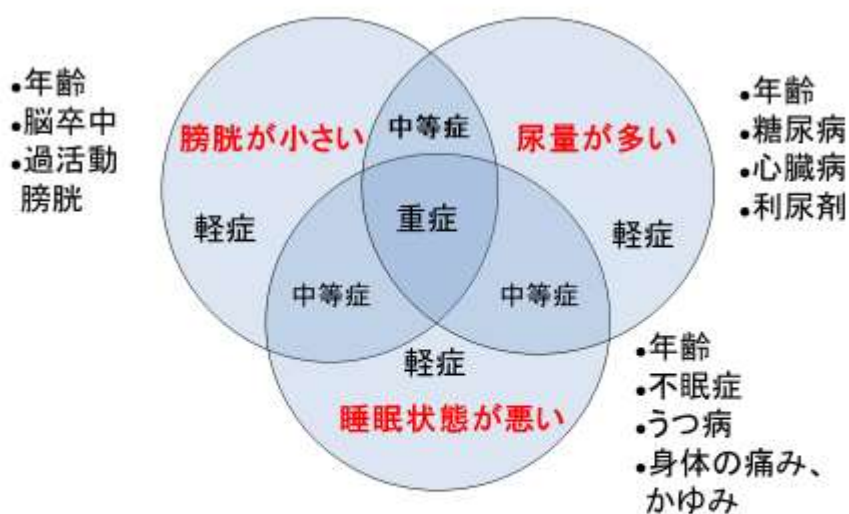 •年齢
•脳卒中
•過活動
膀胱
膀胱が小さい
中等症
尿量が多い
•年齢
•糖尿病
•心臓病
•利尿剤
軽症
重症
軽症
中等症
中等症
軽症
睡眠状態が悪い
•年齢
•不眠症
•うつ病
•身体の痛み、
かゆみ